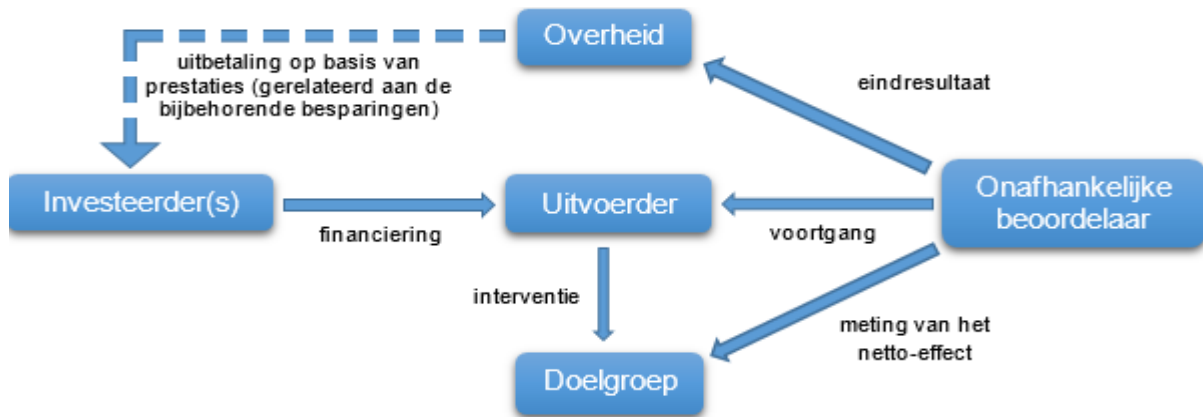 Overheid
uitbetaling op basis van
prestaties (gerelateerd aan de
bijbehorende besparingen)
eindresultaat
Investeerder(s)
financiering
Uitvoerder
voortgang
Onafhankelijke
beoordelaar
interventie
meting van het
netto-effect
Doelgroep